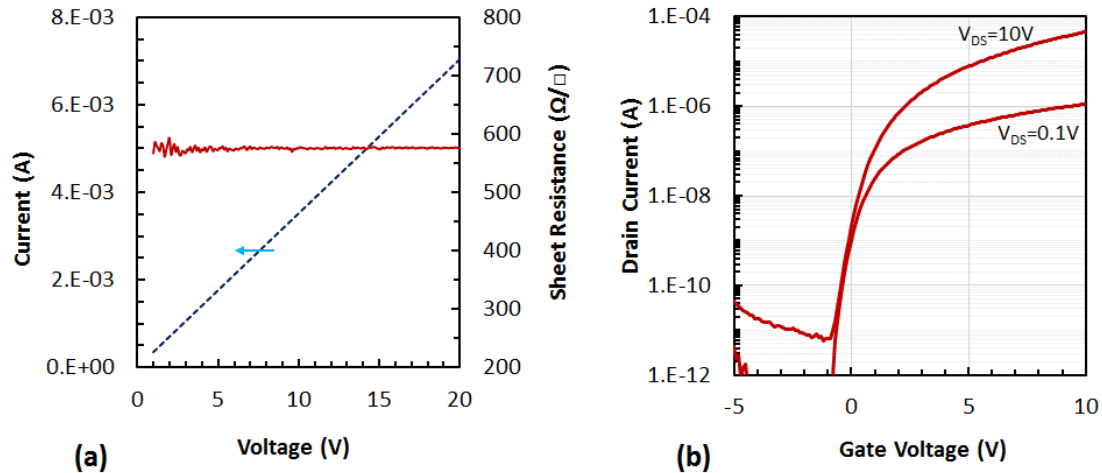 8.E-03
6.E-03
4.E-03
2.E-03
0.E+00
Current (A)
800
700
600
500
400
300
200
Sheet Resistance (Ω/□)
0
5
10
15
20
Voltage (V)
(a)
1.E-04
1.E-06
1.E-08
1.E-10
1.E-12
Drain Current (A)
V_DS=10V
V_DS=0.1V
-5
0
5
10
Gate Voltage (V)
(b)